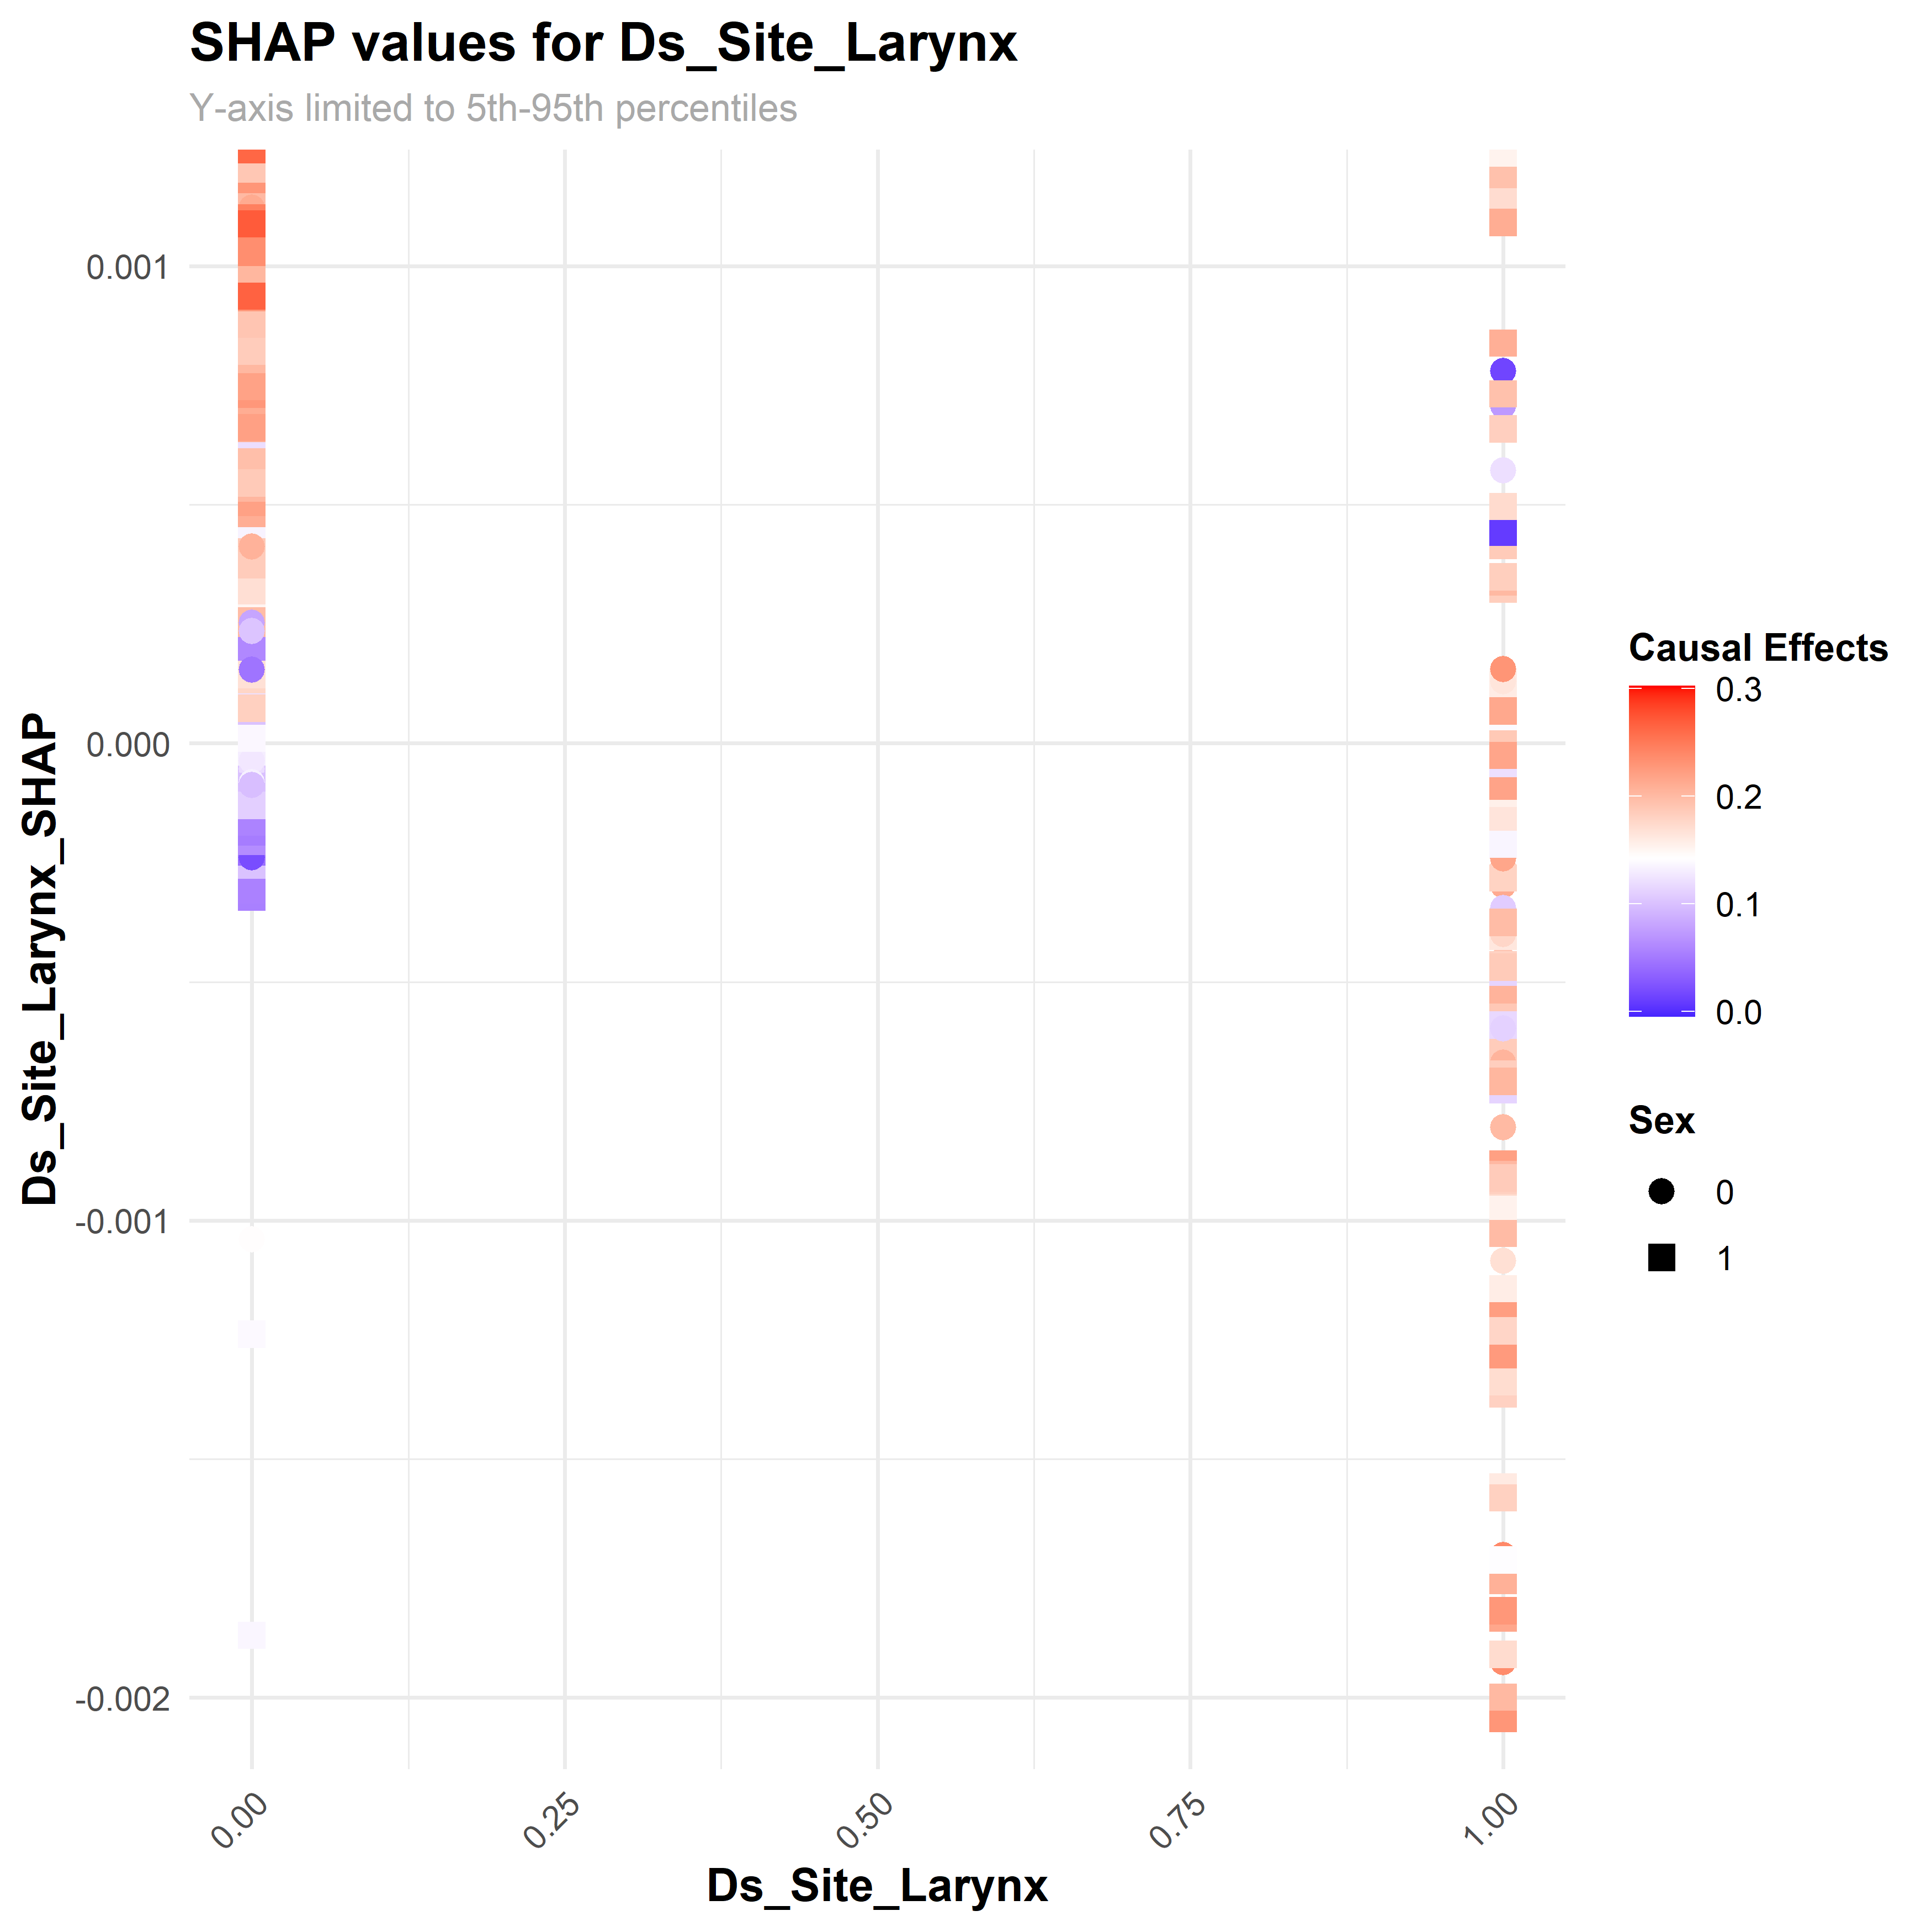 SHAP values for Ds_Site_Larynx
Y-axis limited to 5th-95th percentiles
Ds_Site_Larynx_SHAP
0.001
0.000
-0.001
-0.002
0.00
0.25
0.50
0.75
1.00
Ds_Site_Larynx
Causal Effects
0.3
0.2
0.1
0.0
Sex
0
1